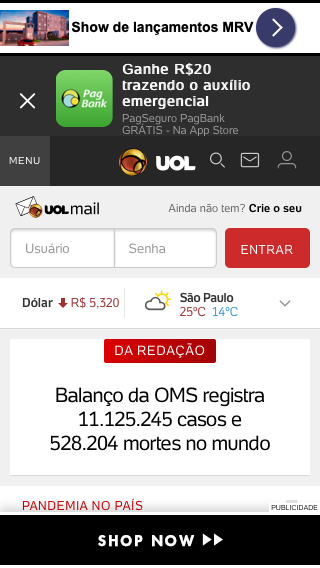 Show de lançamentos MRV
Ganhe R$20
trazendo o auxílio
emergencial
PagSeguro PagBank
GRÁTIS - Na App Store
Pag
Bank
MENU
UOL
UOL mail
Ainda não tem? Crie o seu
Usuário
Senha
ENTRAR
Dólar R$ 5,320
São Paulo
25ºC 14ºC
DA REDAÇÃO
Balanço da OMS registra
11.125.245 casos e
528.204 mortes no mundo
PANDEMIA NO PAÍS
PUBLICIDADE
SHOP NOW